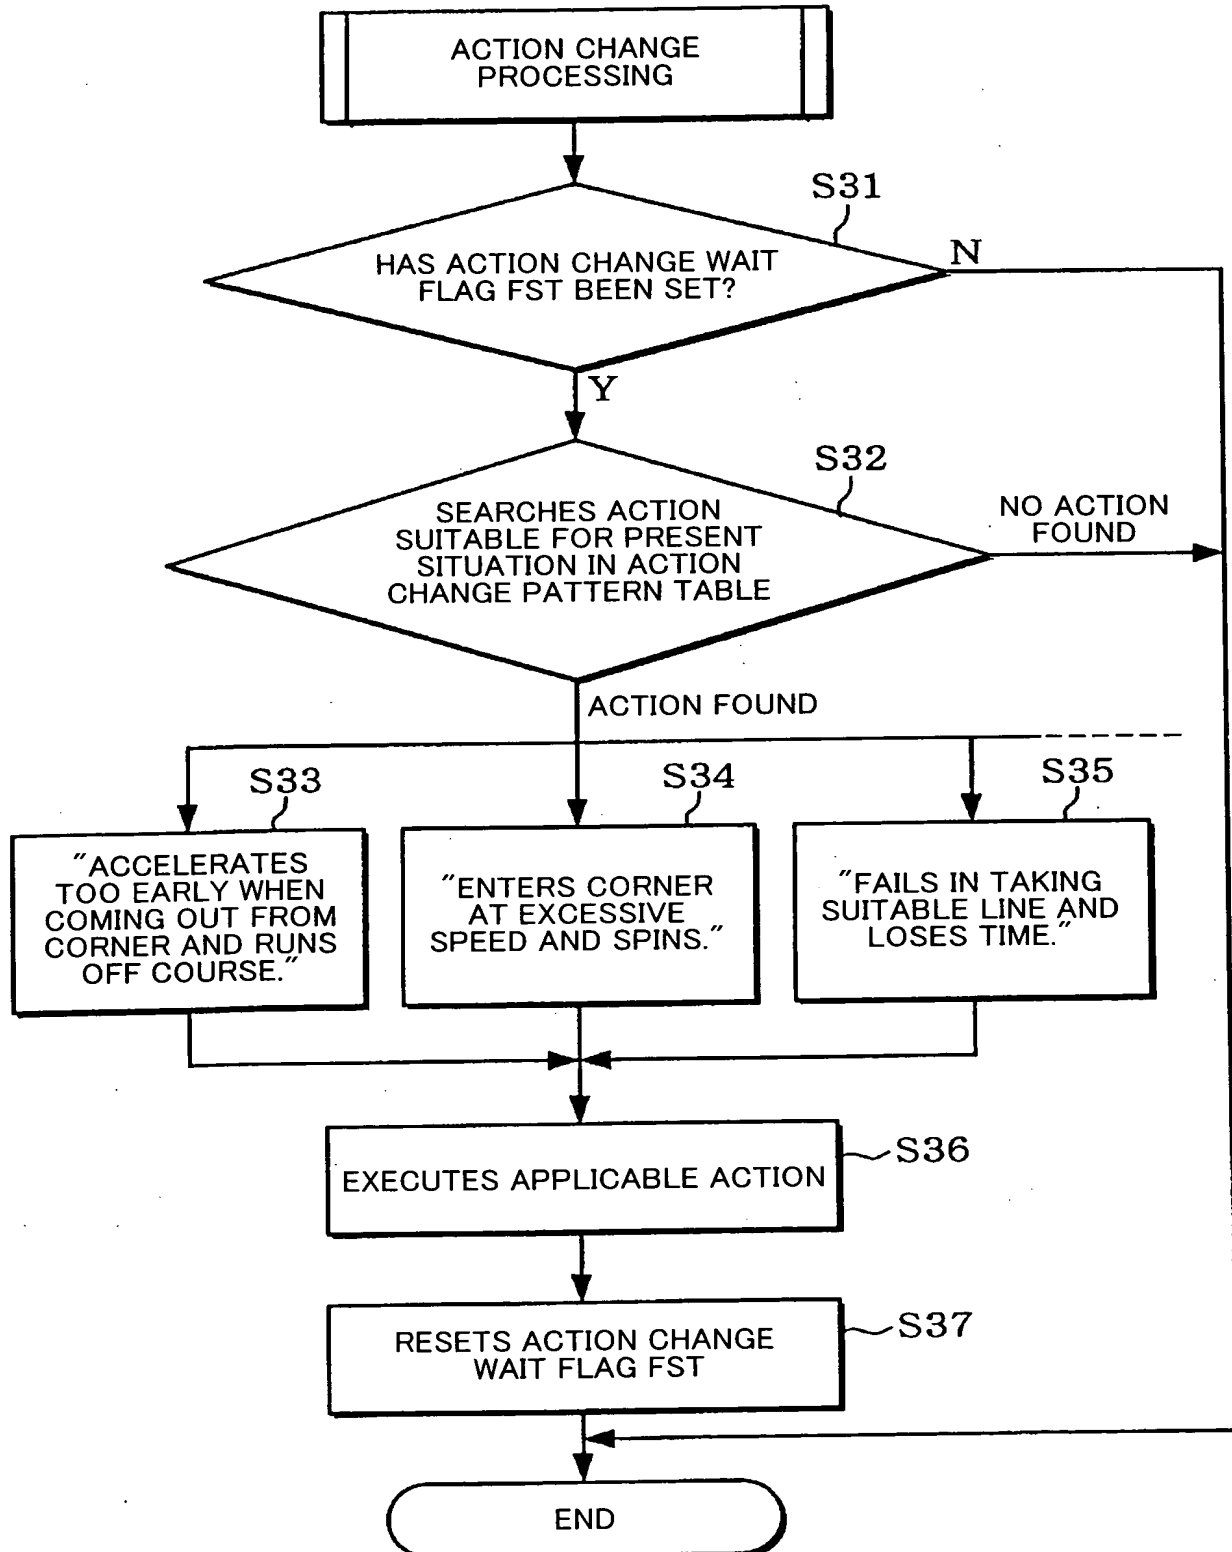 ACTION CHANGE
PROCESSING
S31
HAS ACTION CHANGE WAIT
FLAG FST BEEN SET?
N
Y
S32
SEARCHES ACTION
SUITABLE FOR PRESENT
SITUATION IN ACTION
CHANGE PATTERN TABLE
NO ACTION
FOUND
ACTION FOUND
S33
"ACCELERATES
TOO EARLY WHEN
COMING OUT FROM
CORNER AND RUNS
OFF COURSE."
S34
"ENTERS CORNER
AT EXCESSIVE
SPEED AND SPINS."
S35
"FAILS IN TAKING
SUITABLE LINE AND
LOSES TIME."
EXECUTES APPLICABLE ACTION
S36
RESETS ACTION CHANGE
WAIT FLAG FST
S37
END